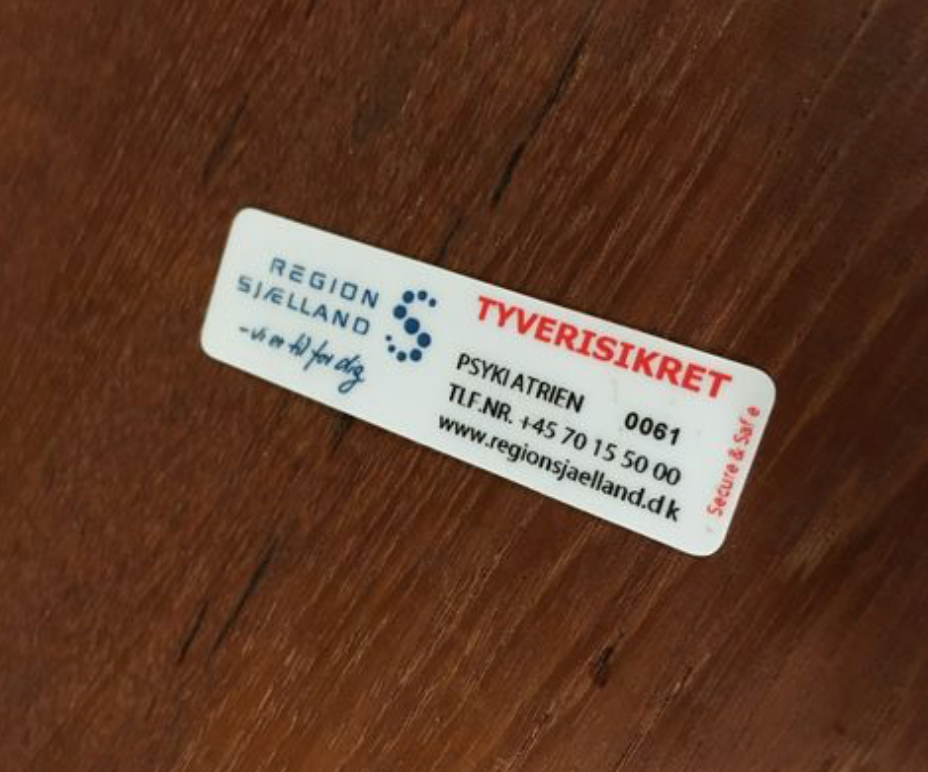 REGION
SJÆLLAND
- vi er til for dig
TYVERISIKRET
PSYKIATRIEN 0061
TLF.NR. +45 70 15 50 00
www.regionsjaelland.dk
Secure & Safe